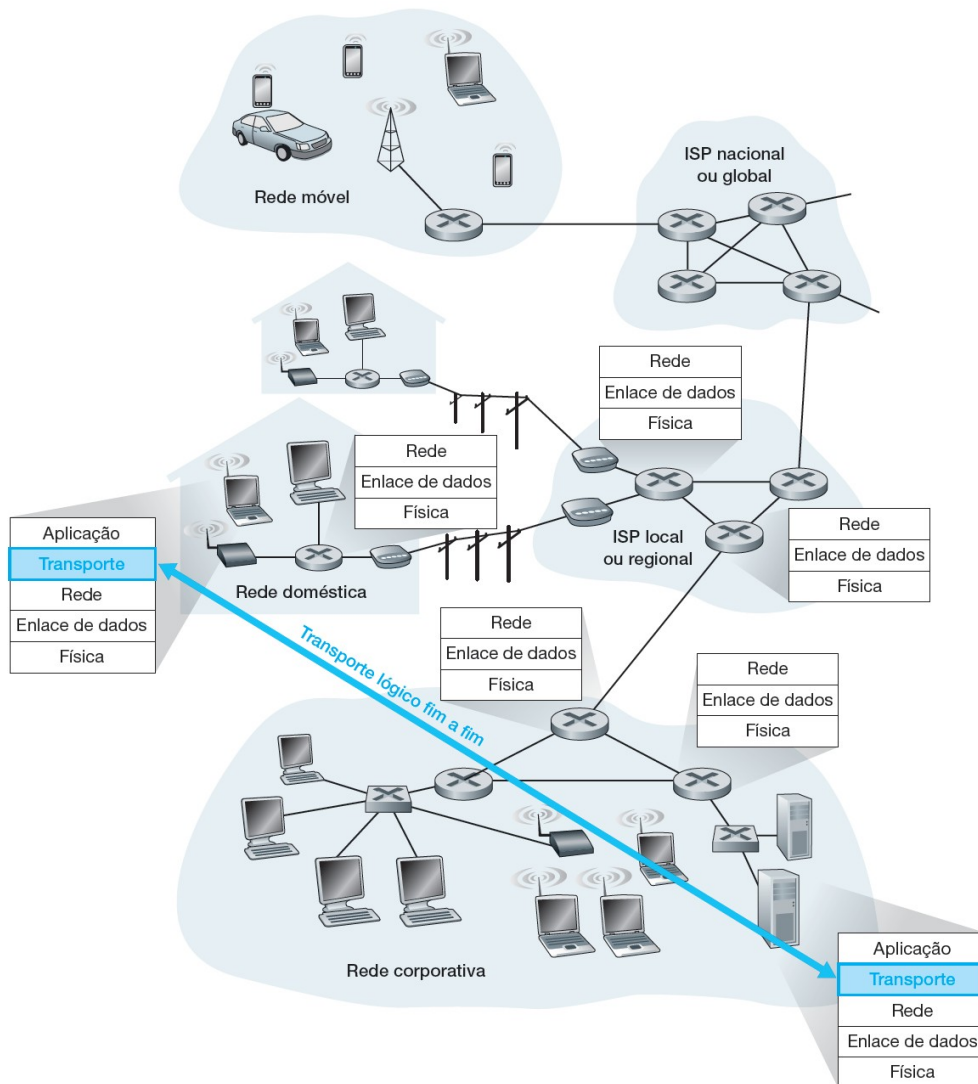 Rede móvel
ISP nacional
ou global
Rede
Enlace de dados
Física
Rede
Enlace de dados
Física
ISP local
ou regional
Rede
Enlace de dados
Física
Aplicação
Transporte
Rede
Enlace de dados
Física
Rede doméstica
Transporte lógico fim a fim
Rede
Enlace de dados
Física
Rede
Enlace de dados
Física
Rede corporativa
Aplicação
Transporte
Rede
Enlace de dados
Física